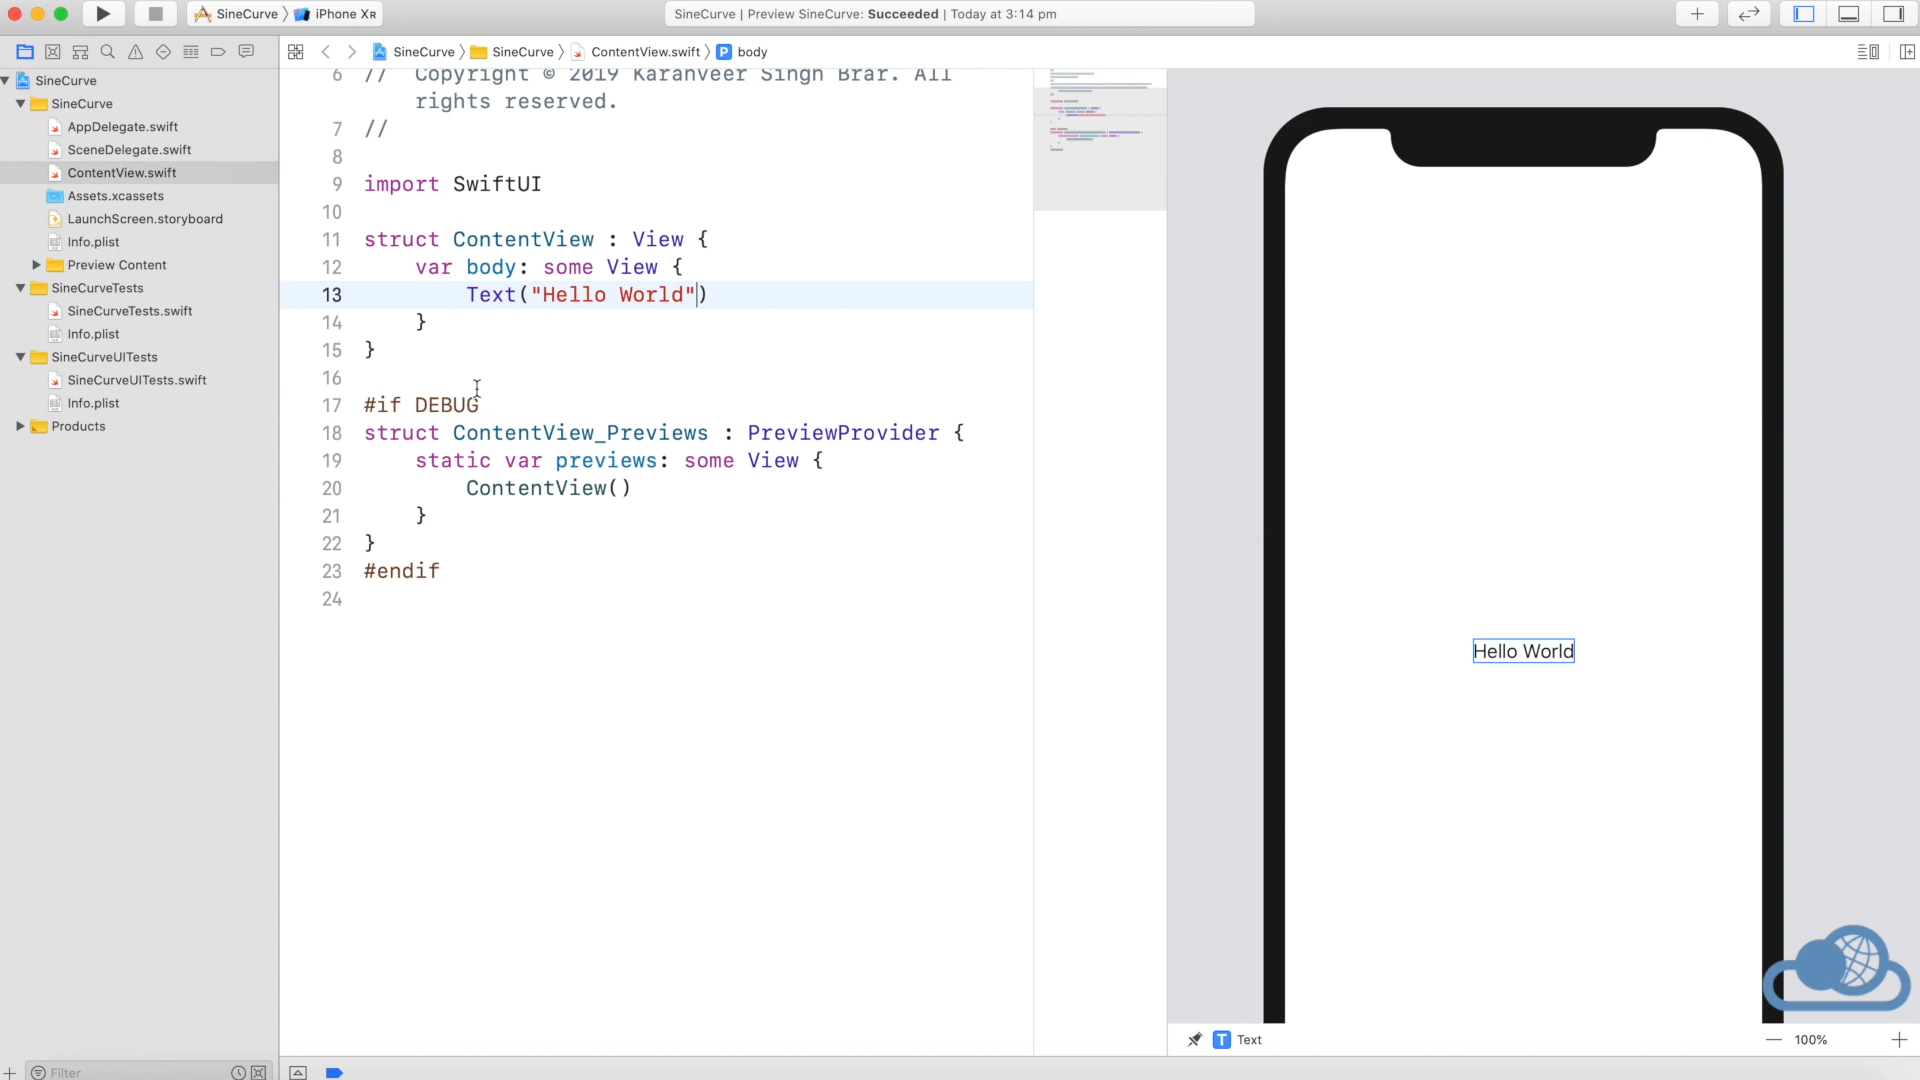 SineCurve 〉 iPhone XR
SineCurve | Preview SineCurve: Succeeded | Today at 3:14 pm
SineCurve 〉 SineCurve 〉 ContentView.swift 〉 P body
SineCurve
SineCurve
AppDelegate.swift
SceneDelegate.swift
ContentView.swift
Assets.xcassets
LaunchScreen.storyboard
Info.plist
Preview Content
SineCurveTests
SineCurveTests.swift
Info.plist
SineCurveUITests
SineCurveUITests.swift
Info.plist
Products
Filter
6 //  Copyright © 2019 Karanveer Singh Brar. All
rights reserved.
7 //
8
9 import SwiftUI
10
11 struct ContentView : View {
12     var body: some View {
13         Text("Hello World")
14     }
15 }
16
17 #if DEBUG
18 struct ContentView_Previews : PreviewProvider {
19     static var previews: some View {
20         ContentView()
21     }
22 }
23 #endif
24
Hello World
T Text
100%